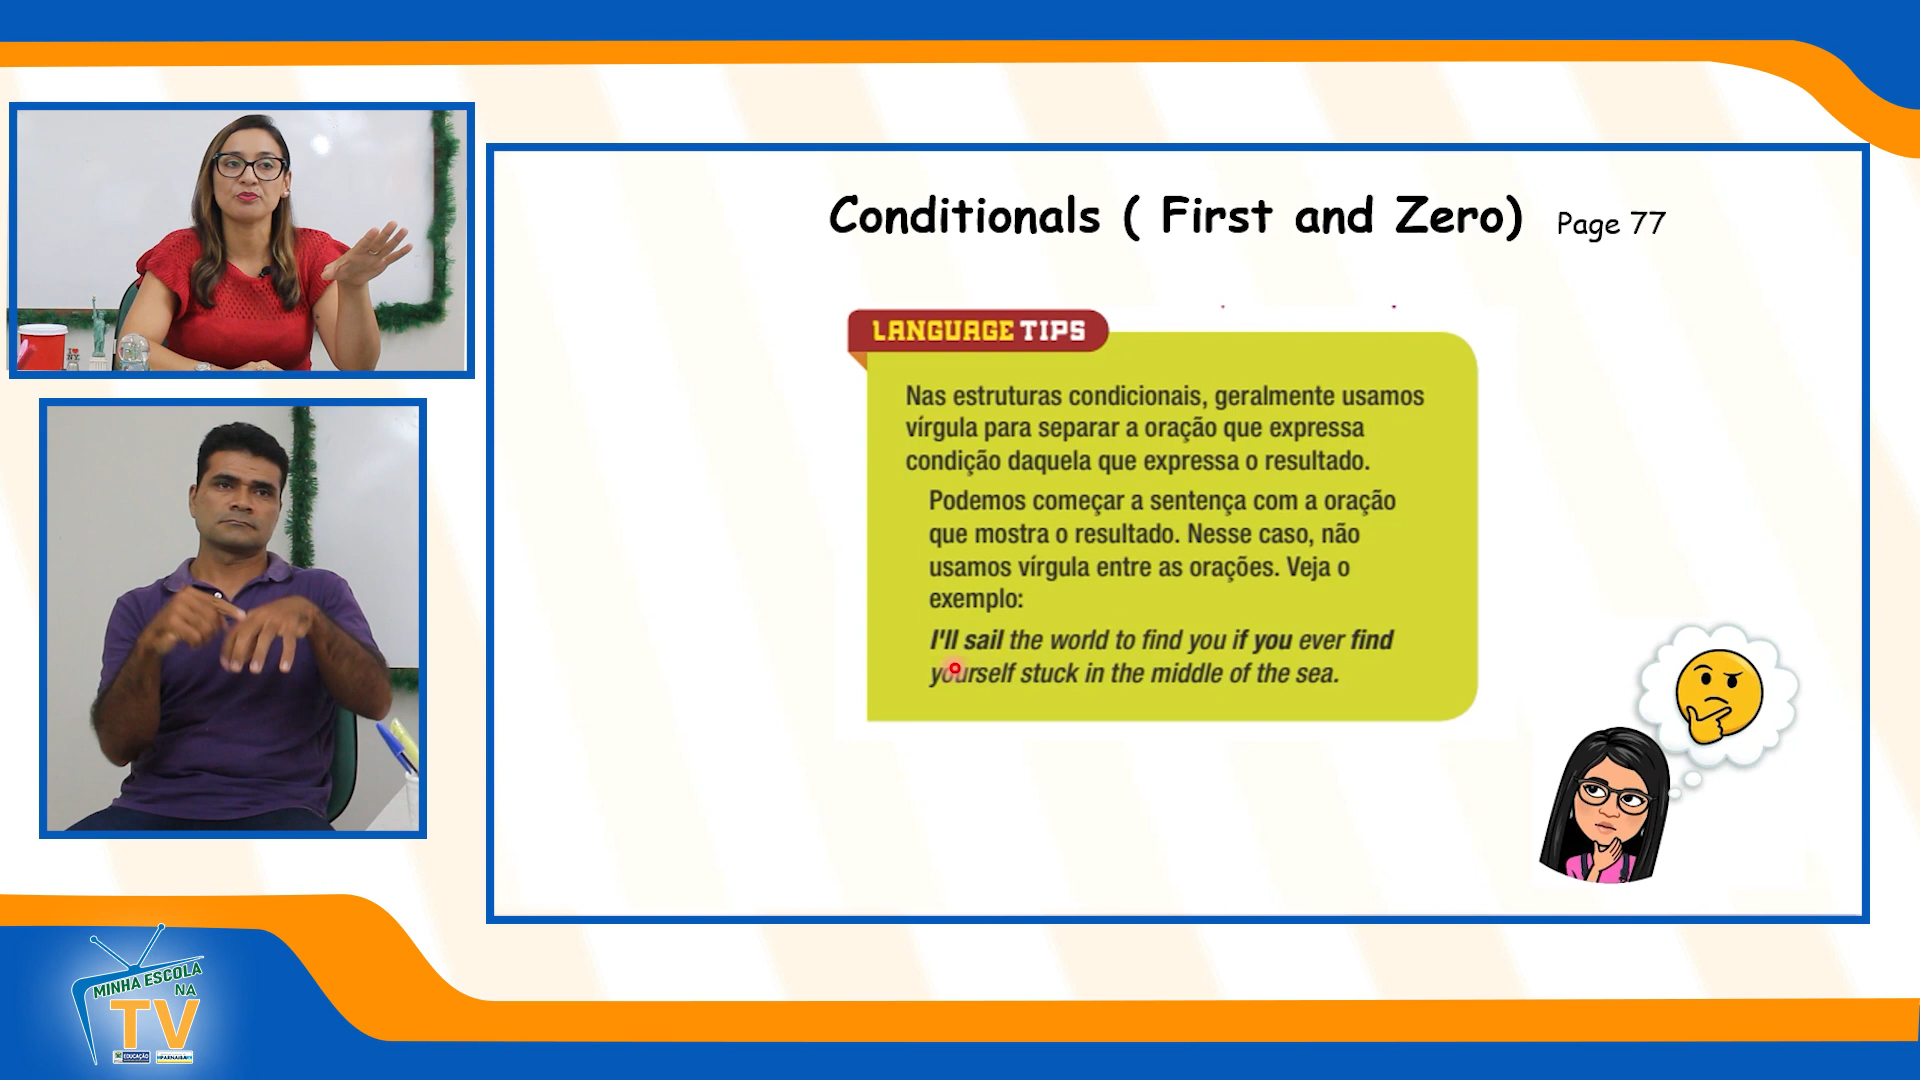 Conditionals ( First and Zero) Page 77
LANGUAGE TIPS
Nas estruturas condicionais, geralmente usamos
vírgula para separar a oração que expressa
condição daquela que expressa o resultado.
Podemos começar a sentença com a oração
que mostra o resultado. Nesse caso, não
usamos vírgula entre as orações. Veja o
exemplo:
I'll sail the world to find you if you ever find
yourself stuck in the middle of the sea.
MINHA ESCOLA
NA
TV
EDUCAÇÃO
PARNAÍBA